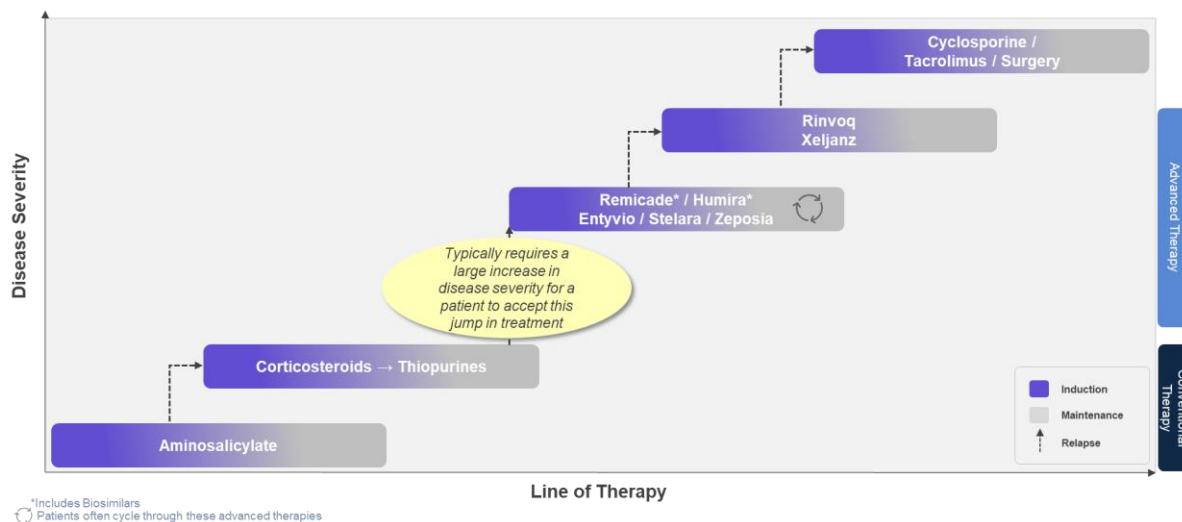 Cyclosporine /
Tacrolimus / Surgery
Rinvoq
Xeljanz
Remicade* / Humira*
Entyvio / Stelara / Zeposia
Typically requires a
large increase in
disease severity for a
patient to accept this
jump in treatment
Corticosteroids → Thiopurines
Aminosalicylate
Disease Severity
Line of Therapy
Advanced Therapy
Conventional
Therapy
Induction
Maintenance
Relapse
*Includes Biosimilars
Patients often cycle through these advanced therapies